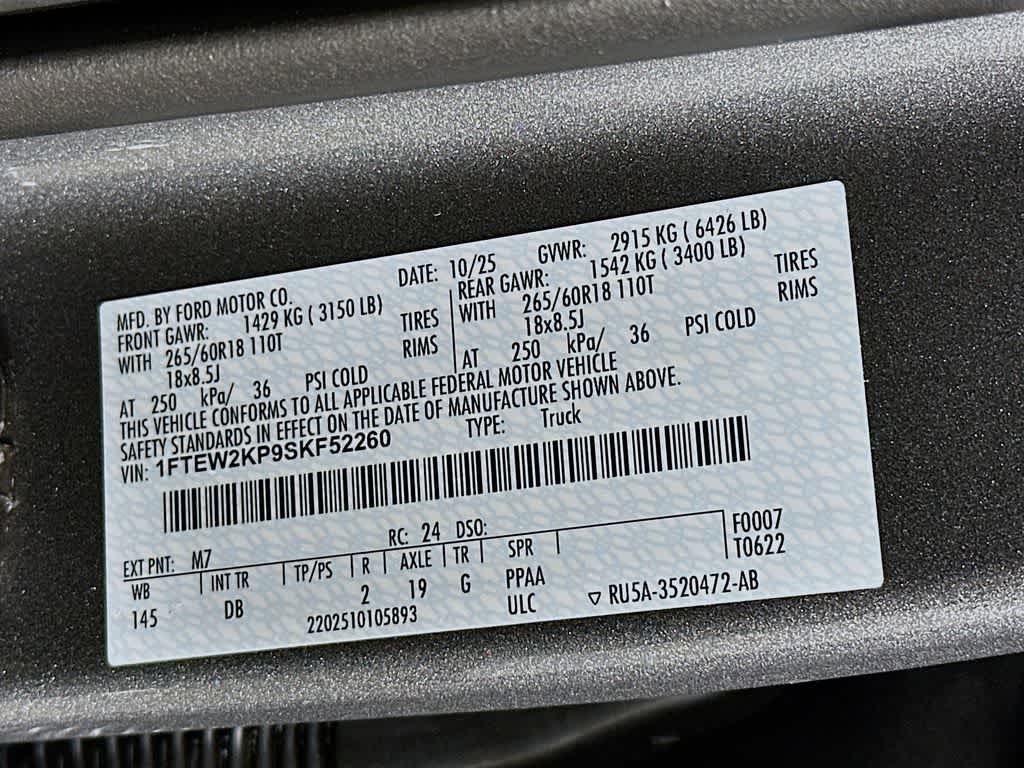 MFD. BY FORD MOTOR CO. DATE: 10/25 GVWR: 2915 KG ( 6426 LB)
FRONT GAWR: 1429 KG ( 3150 LB)
WITH 265/60R18 110T TIRES
18x8.5J RIMS
AT 250 kPa/ 36 PSI COLD
REAR GAWR: 1542 KG ( 3400 LB)
WITH 265/60R18 110T TIRES
18x8.5J RIMS
AT 250 kPa/ 36 PSI COLD
THIS VEHICLE CONFORMS TO ALL APPLICABLE FEDERAL MOTOR VEHICLE
SAFETY STANDARDS IN EFFECT ON THE DATE OF MANUFACTURE SHOWN ABOVE.
VIN: 1FTEW2KP9SKF52260 TYPE: Truck
EXT PNT: M7 RC: 24 DSO: F0007
WB INT TR TP/PS R AXLE TR SPR T0622
145 DB 2 19 G PPAA
2202510105893 ULC ▽ RU5A-3520472-AB